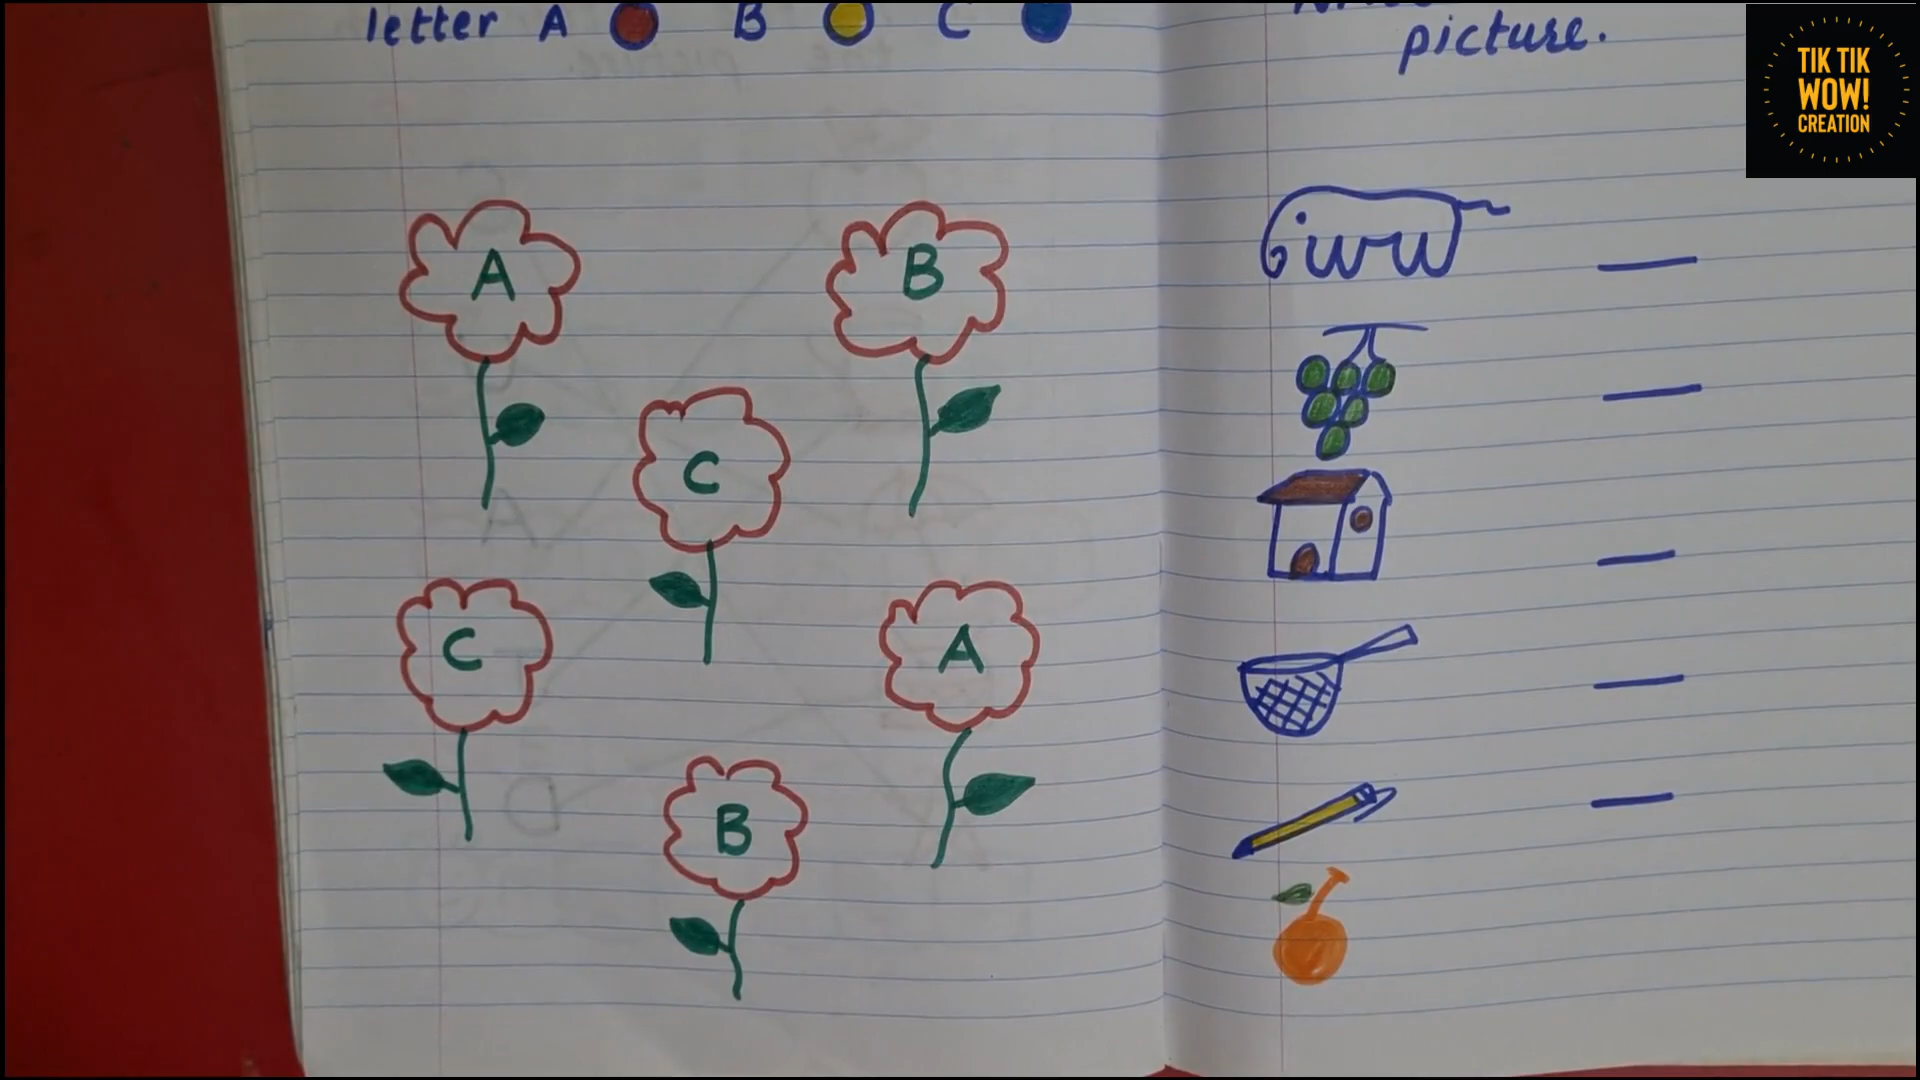 letter A B C
picture.
A
B
C
C
A
B
TIK TIK
WOW!
CREATION